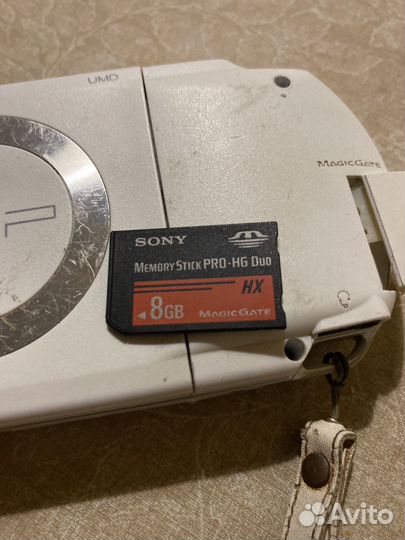 UMD
MAGICGATE
SONY
MEMORY STICK PRO-HG DUO
HX
8GB
MAGICGATE
Avito